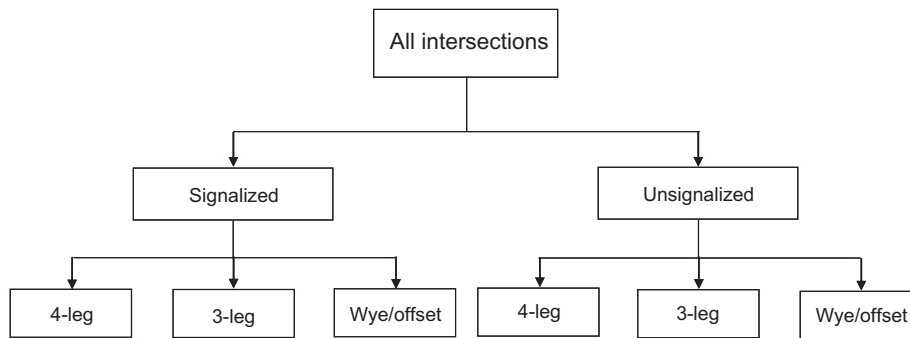 All intersections
Signalized
Unsignalized
4-leg
3-leg
Wye/offset
4-leg
3-leg
Wye/offset